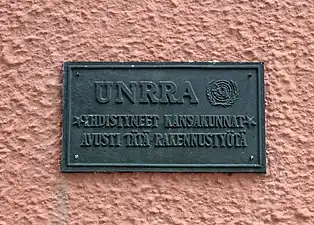 UNRRA
YHDISTYNEET KANSAKUNNAT
AVUSTI TÄTÄ RAKENNUSTYÖTÄ